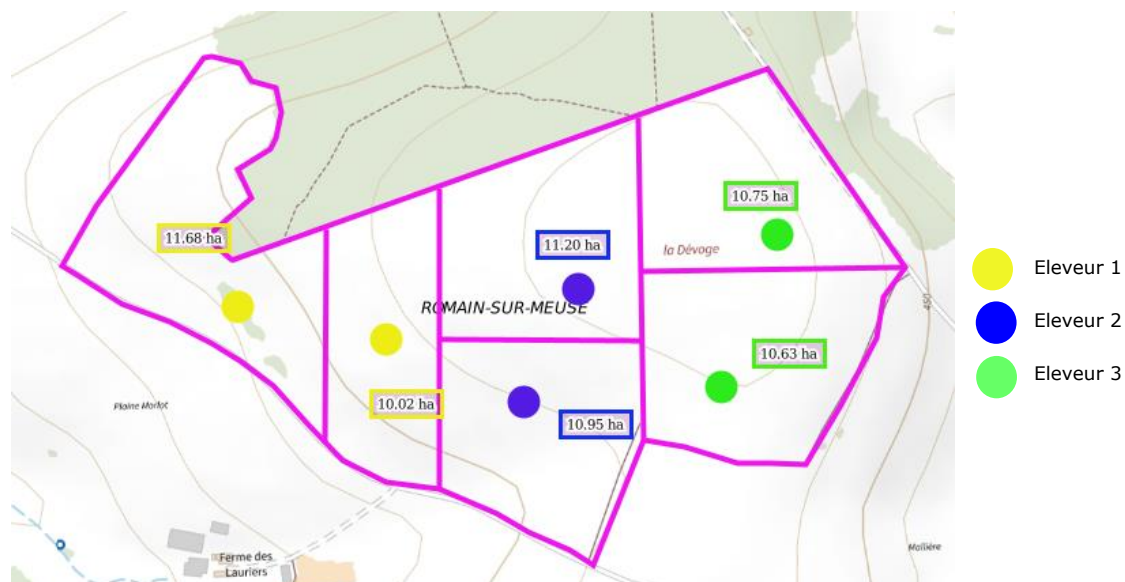 10.75 ha
11.68 ha
11.20 ha
la Dévoge
ROMAIN-SUR-MEUSE
450
10.63 ha
10.02 ha
10.95 ha
Plaine Morlot
Ferme des
Lauriers
Mallière
Eleveur 1
Eleveur 2
Eleveur 3